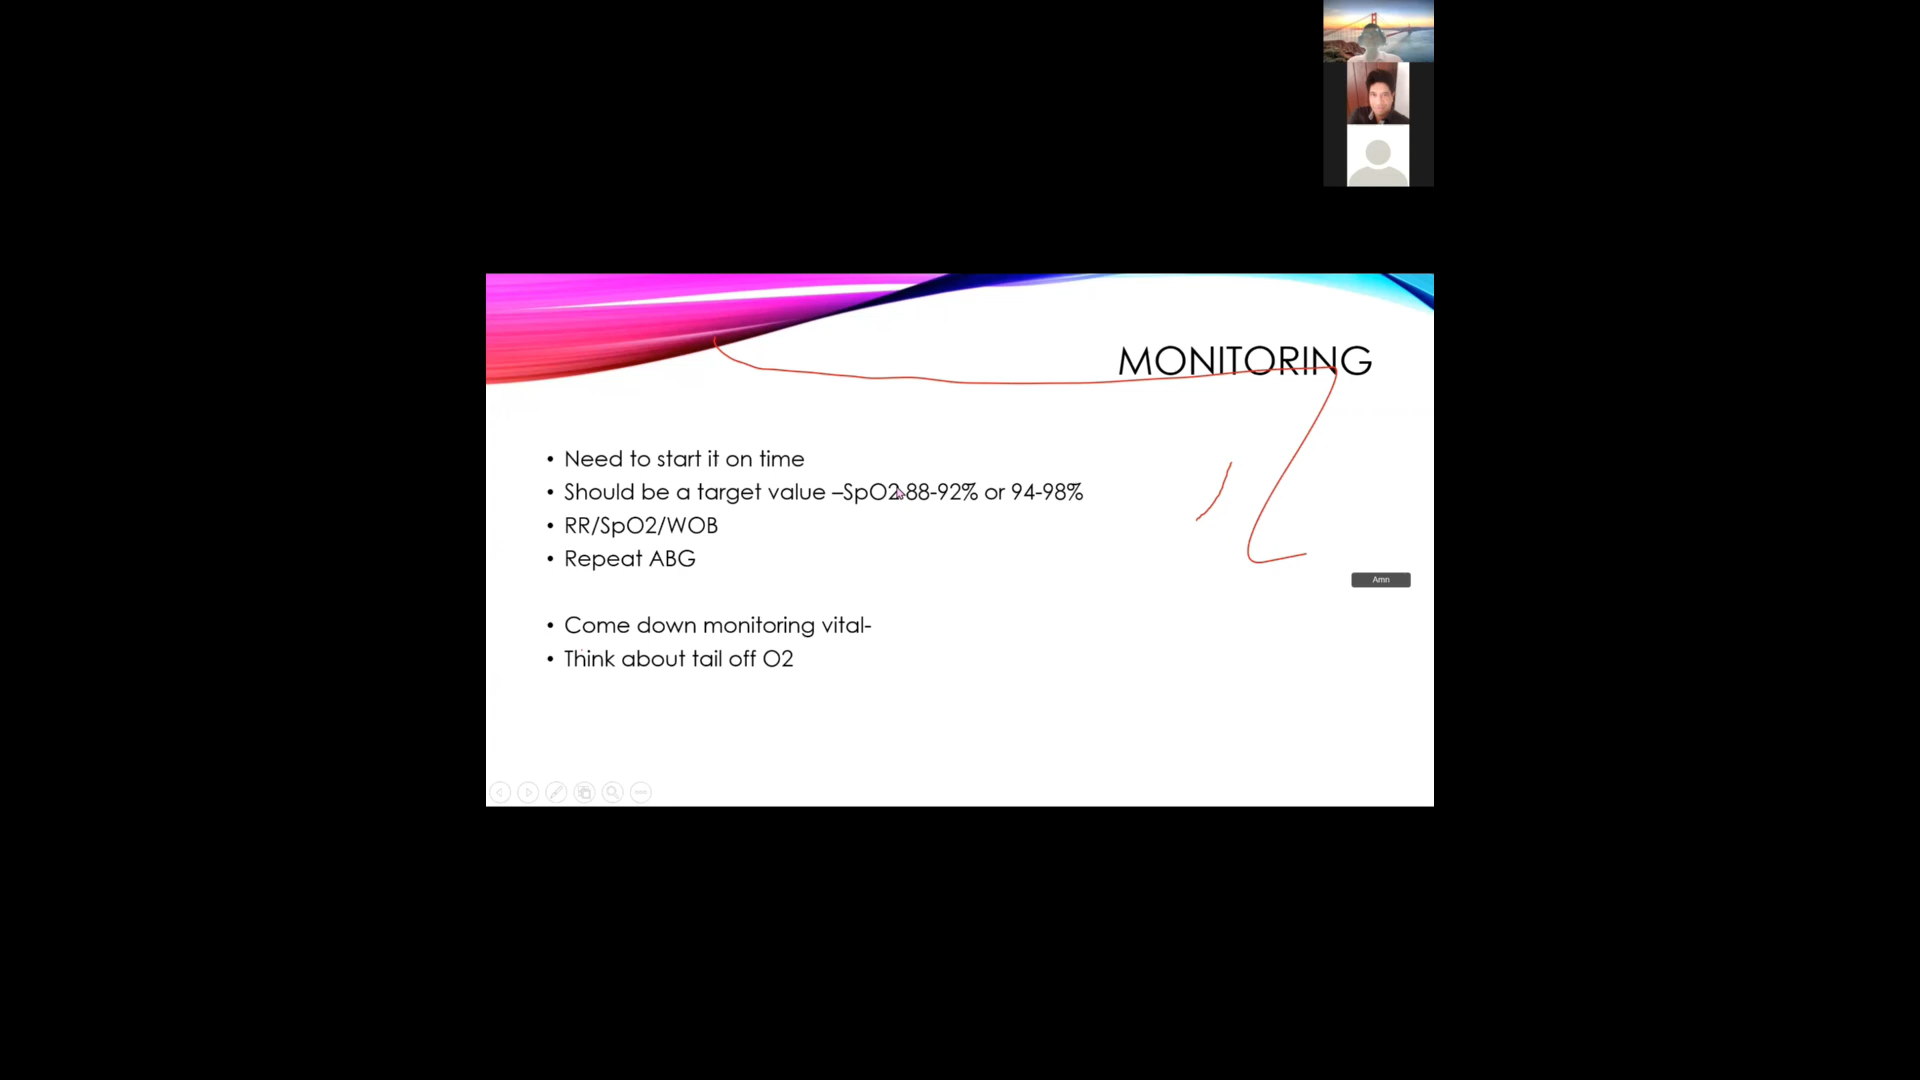 MONITORING
• Need to start it on time
• Should be a target value –SpO2-88-92% or 94-98%
• RR/SpO2/WOB
• Repeat ABG
Amn
• Come down monitoring vital-
• Think about tail off O2